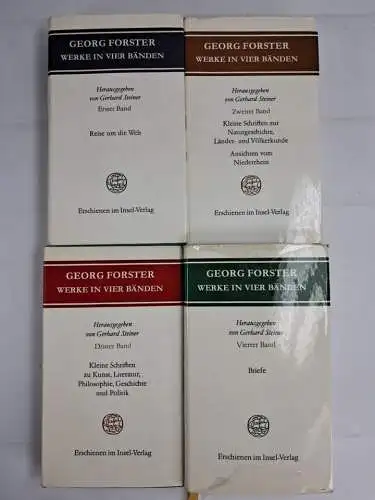 GEORG FORSTER
WERKE IN VIER BÄNDEN
Herausgegeben
von Gerhard Steiner
Erster Band
Reise um die Welt
Erschienen im Insel-Verlag
GEORG FORSTER
WERKE IN VIER BÄNDEN
Herausgegeben
von Gerhard Steiner
Zweiter Band
Kleine Schriften zur
Naturgeschichte,
Länder- und Völkerkunde
Ansichten vom
Niederrhein
Erschienen im Insel-Verlag
GEORG FORSTER
WERKE IN VIER BÄNDEN
Herausgegeben
von Gerhard Steiner
Dritter Band
Kleine Schriften
zu Kunst, Literatur,
Philosophie, Geschichte
und Politik
Erschienen im Insel-Verlag
GEORG FORSTER
WERKE IN VIER BÄNDEN
Herausgegeben
von Gerhard Steiner
Vierter Band
Briefe
Erschienen im Insel-Verlag